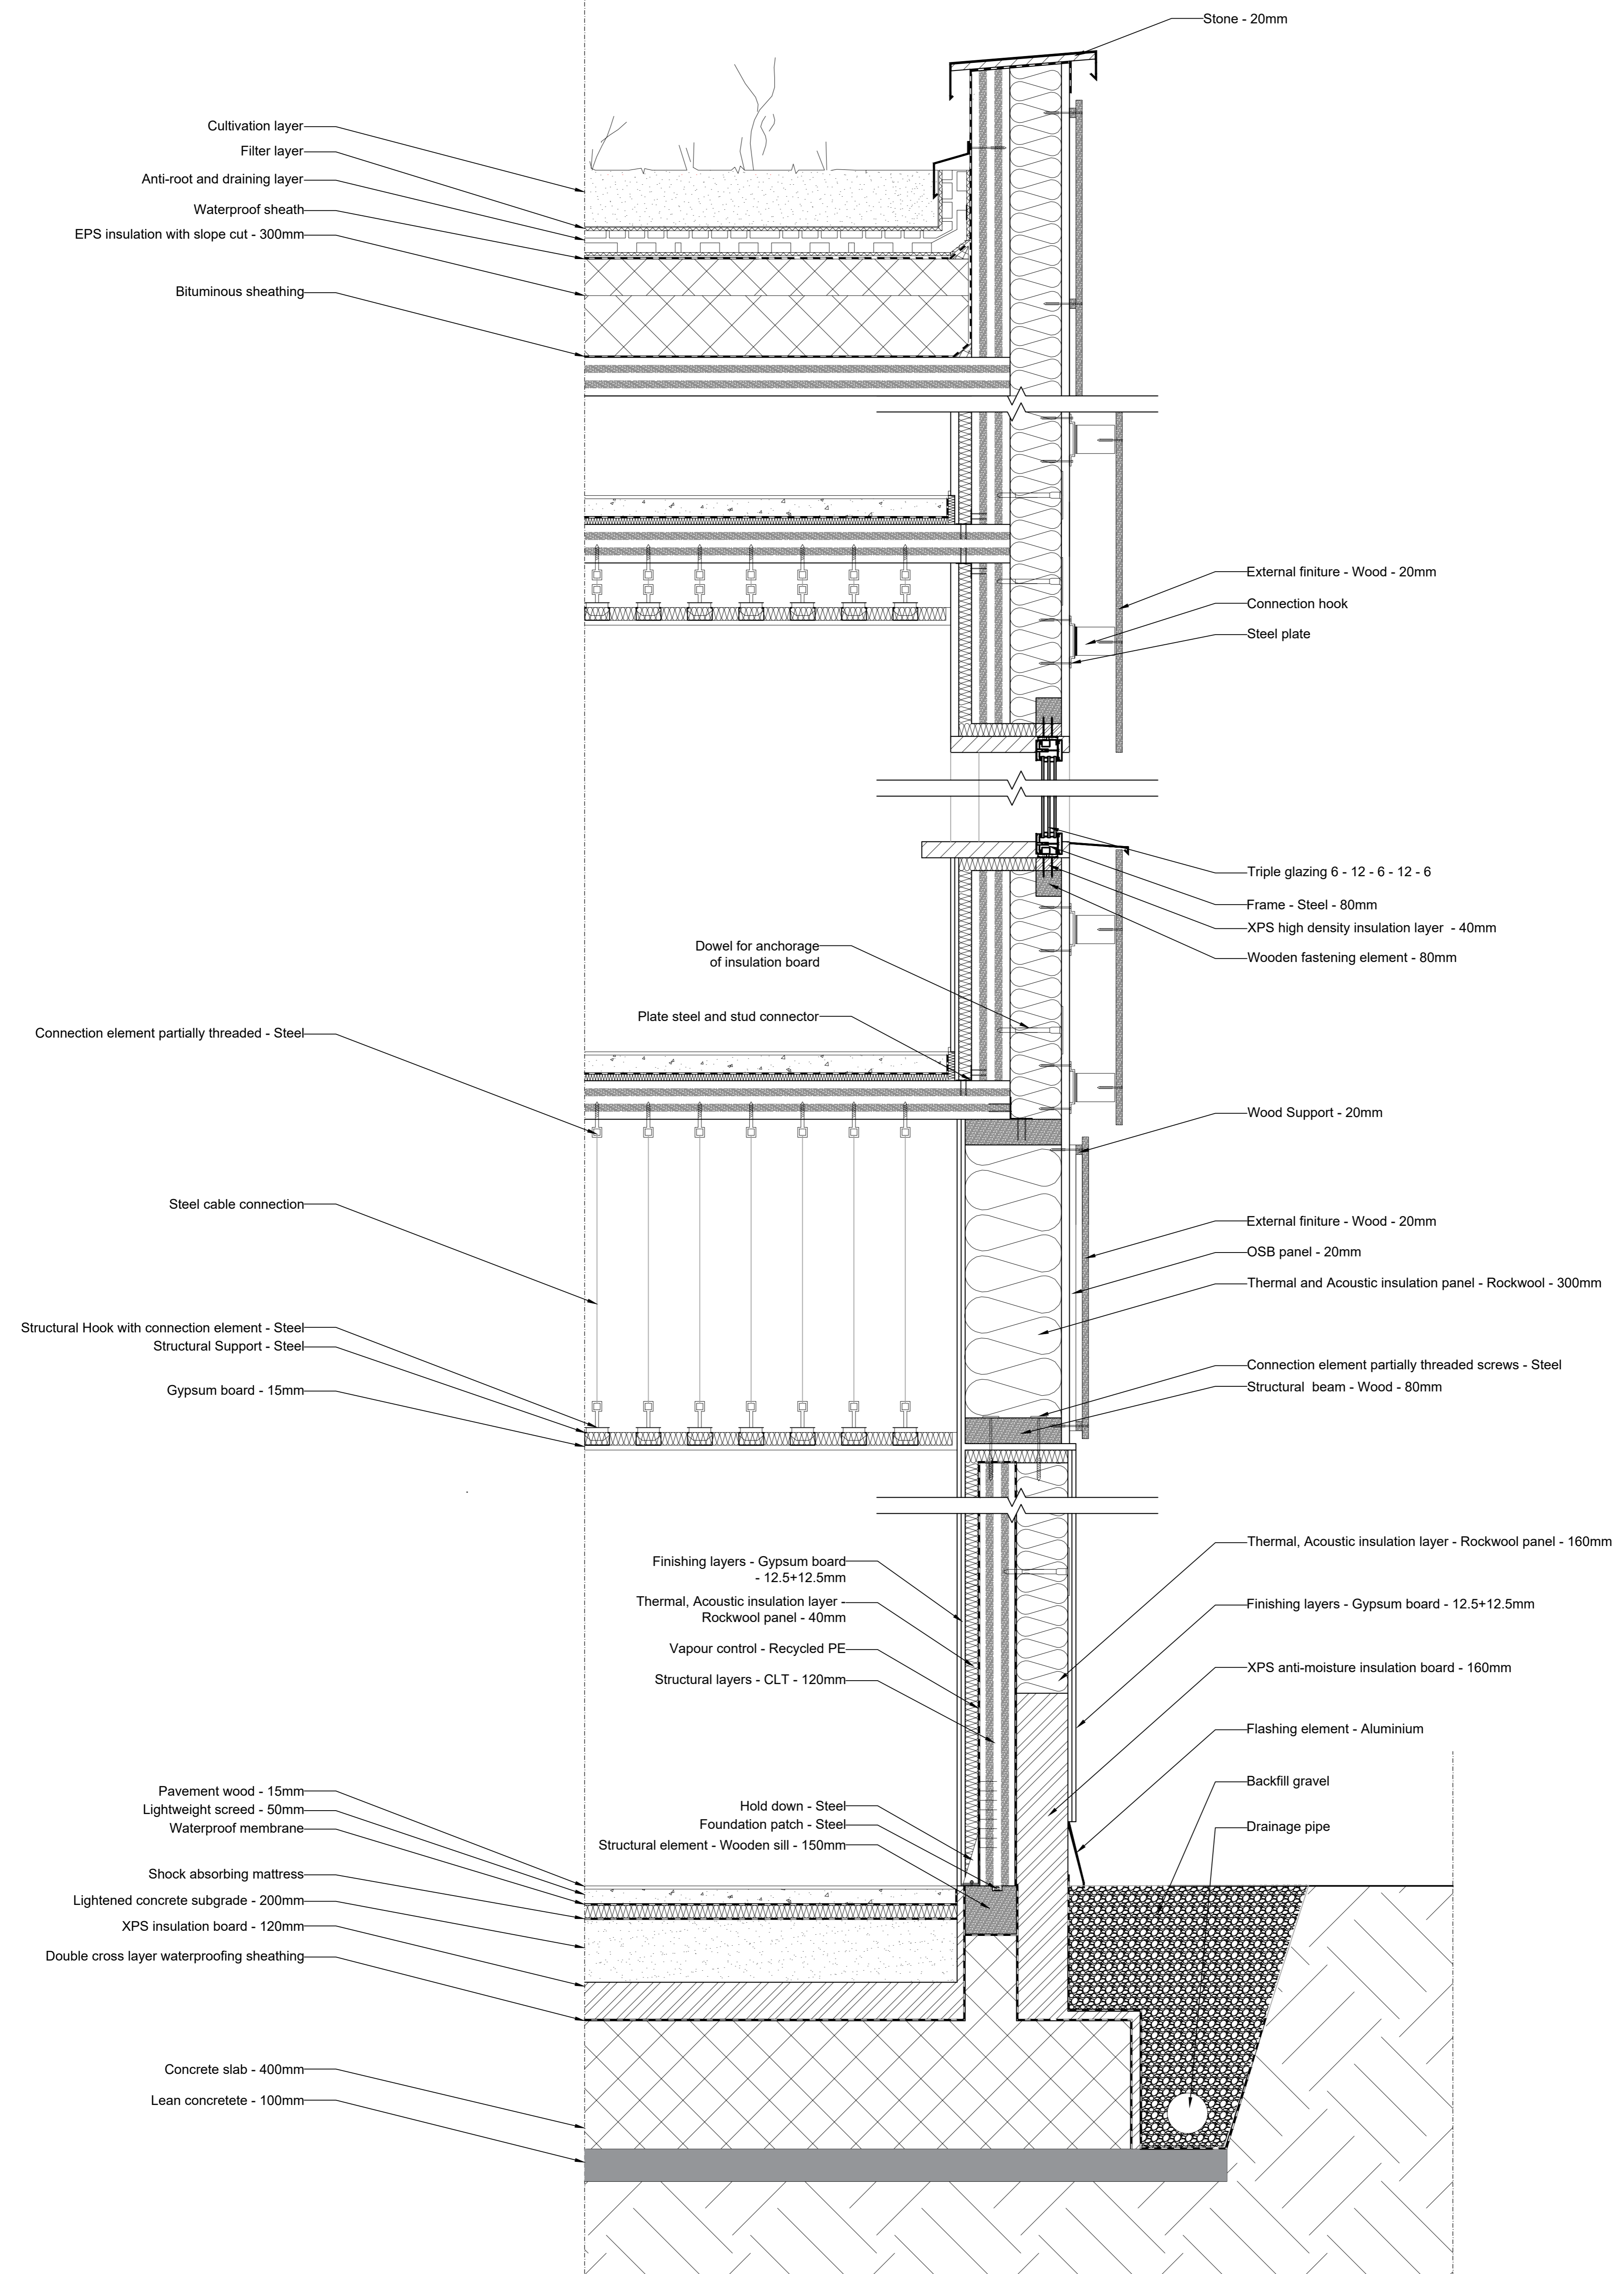 Stone - 20mm
Cultivation layer
Filter layer
Anti-root and draining layer
Waterproof sheath
EPS insulation with slope cut - 300mm
Bituminous sheathing
External finiture - Wood - 20mm
Connection hook
Steel plate
Triple glazing 6 - 12 - 6 - 12 - 6
Frame - Steel - 80mm
XPS high density insulation layer  - 40mm
Wooden fastening element - 80mm
Dowel for anchorage
of insulation board
Plate steel and stud connector
Connection element partially threaded - Steel
Wood Support - 20mm
Steel cable connection
External finiture - Wood - 20mm
OSB panel - 20mm
Thermal and Acoustic insulation panel - Rockwool - 300mm
Structural Hook with connection element - Steel
Structural Support - Steel
Gypsum board - 15mm
Connection element partially threaded screws - Steel
Structural  beam - Wood - 80mm
Finishing layers - Gypsum board
- 12.5+12.5mm
Thermal, Acoustic insulation layer -
Rockwool panel - 40mm
Vapour control - Recycled PE
Structural layers - CLT - 120mm
Thermal, Acoustic insulation layer - Rockwool panel - 160mm
Finishing layers - Gypsum board - 12.5+12.5mm
XPS anti-moisture insulation board - 160mm
Flashing element - Aluminium
Backfill gravel
Drainage pipe
Hold down - Steel
Foundation patch - Steel
Structural element - Wooden sill - 150mm
Pavement wood - 15mm
Lightweight screed - 50mm
Waterproof membrane
Shock absorbing mattress
Lightened concrete subgrade - 200mm
XPS insulation board - 120mm
Double cross layer waterproofing sheathing
Concrete slab - 400mm
Lean concretete - 100mm